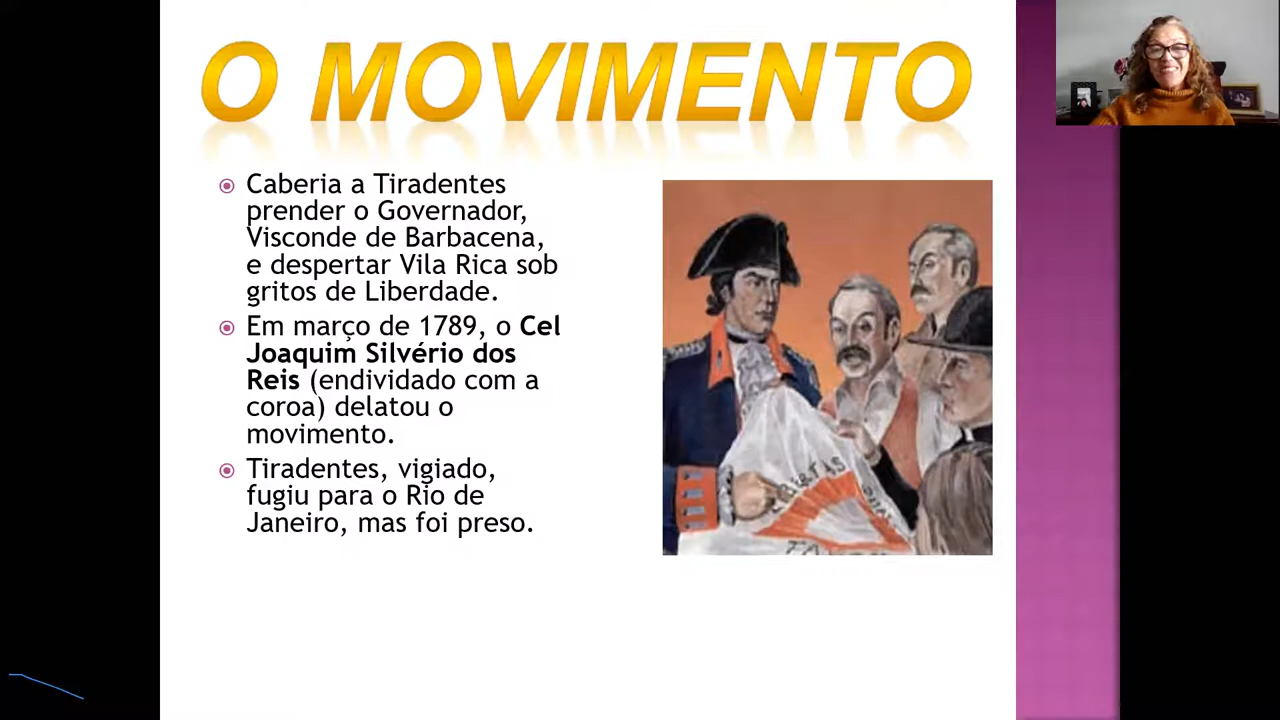 O MOVIMENTO
Caberia a Tiradentes
prender o Governador,
Visconde de Barbacena,
e despertar Vila Rica sob
gritos de Liberdade.
Em março de 1789, o Cel
Joaquim Silvério dos
Reis (endividado com a
coroa) delatou o
movimento.
Tiradentes, vigiado,
fugiu para o Rio de
Janeiro, mas foi preso.